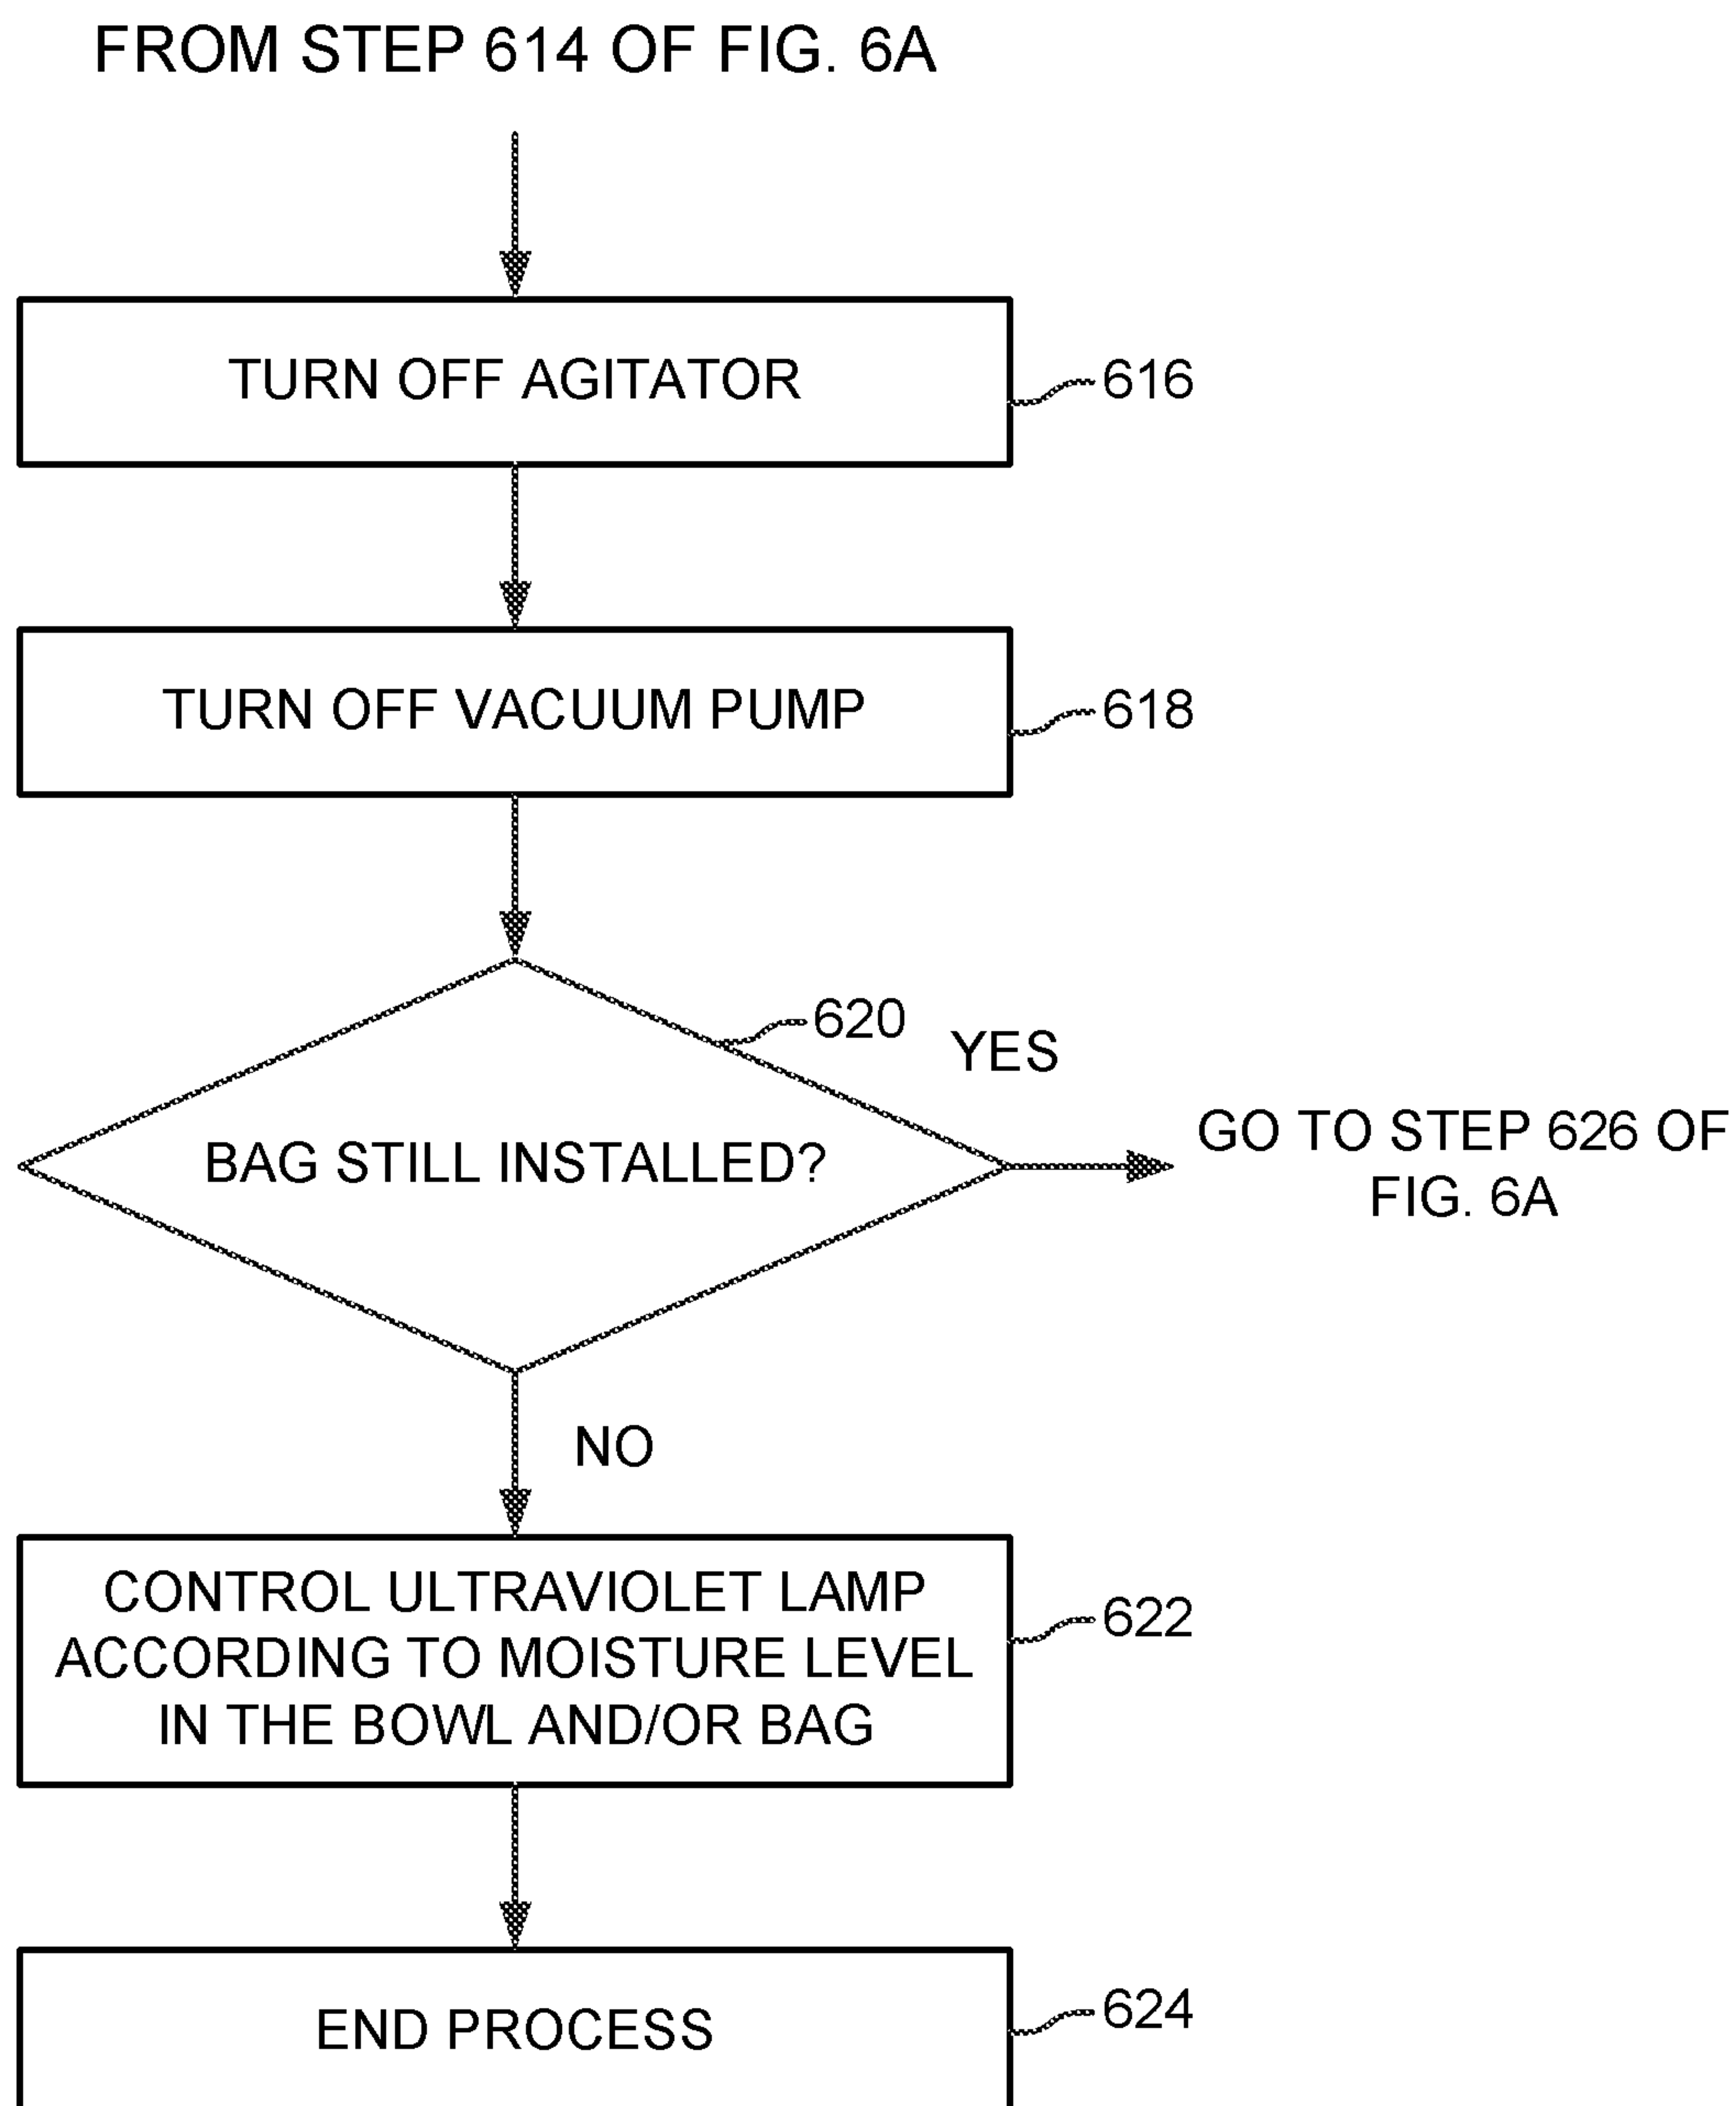 FROM STEP 614 OF FIG. 6A
TURN OFF AGITATOR
616
TURN OFF VACUUM PUMP
618
620
YES
BAG STILL INSTALLED?
GO TO STEP 626 OF
FIG. 6A
NO
CONTROL ULTRAVIOLET LAMP
ACCORDING TO MOISTURE LEVEL
IN THE BOWL AND/OR BAG
622
END PROCESS
624